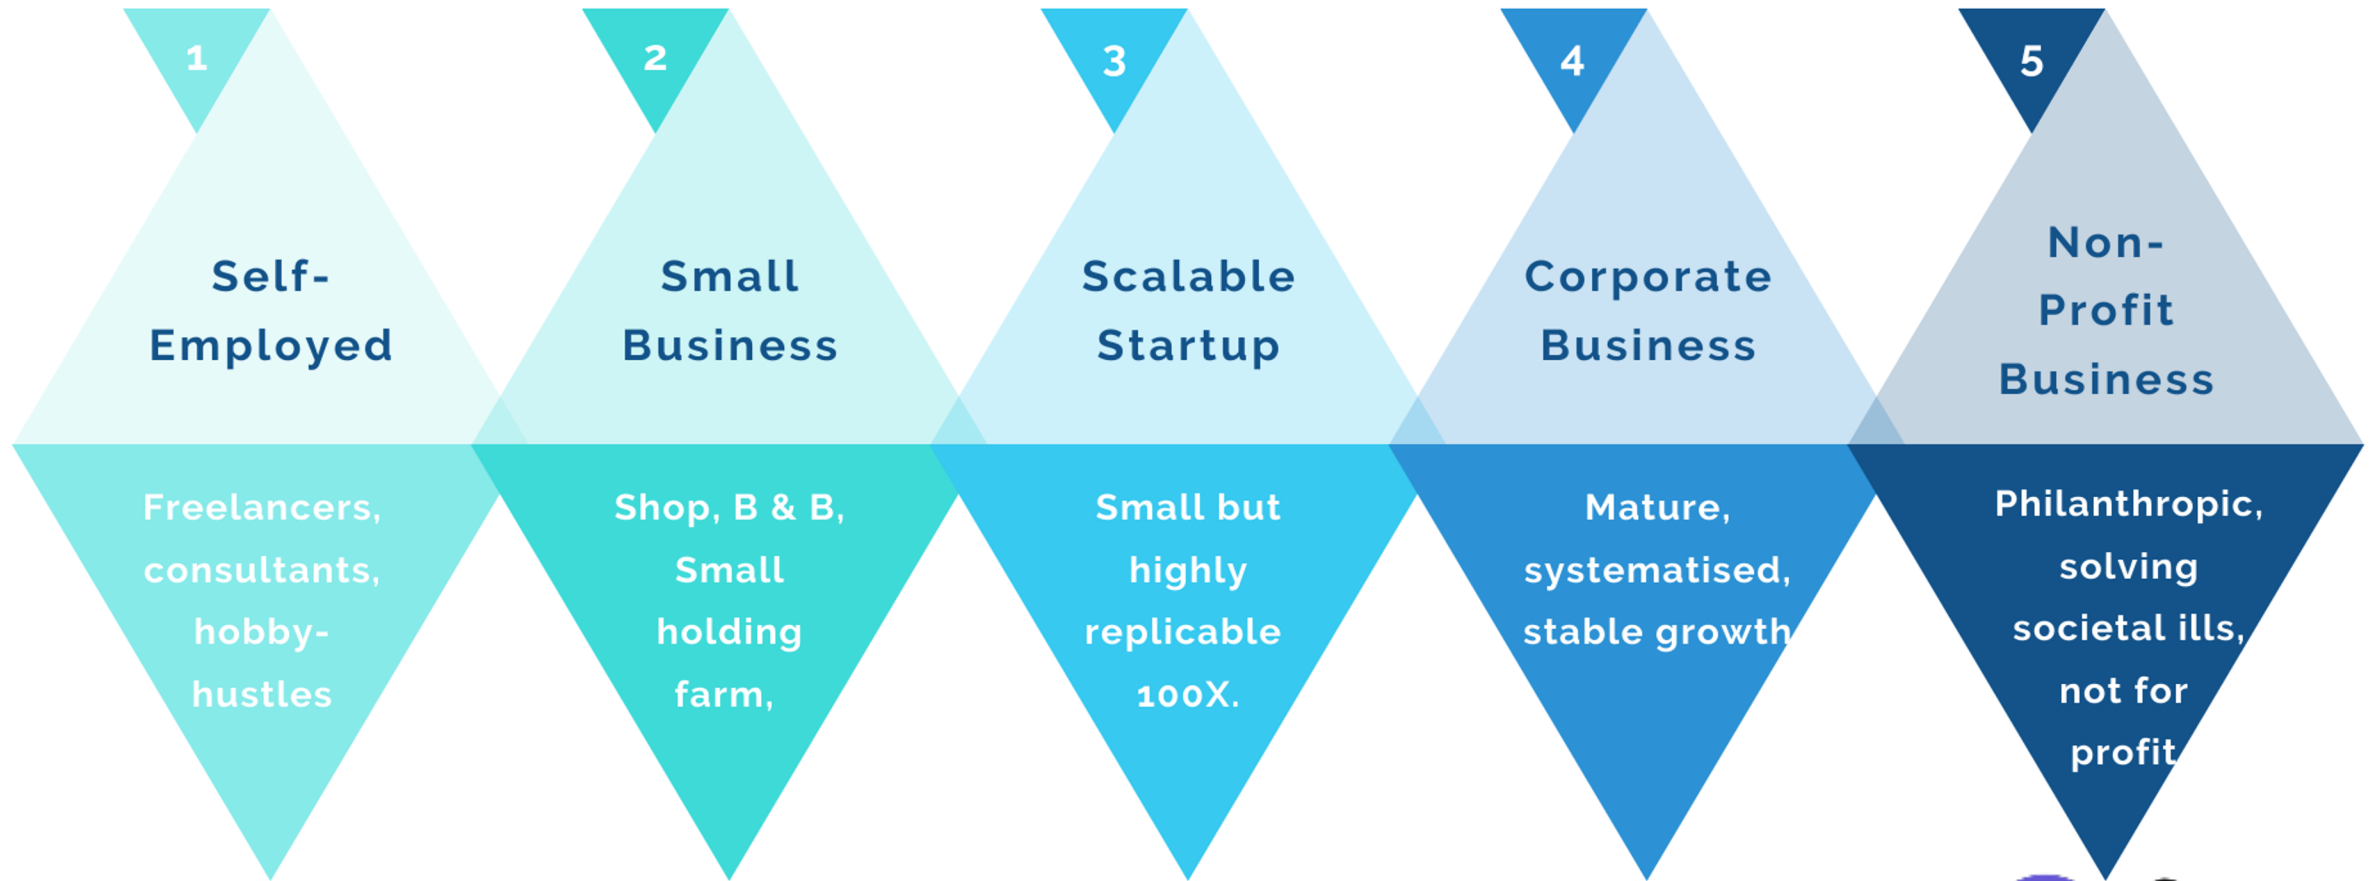 1
Self-
Employed
Freelancers,
consultants,
hobby-
hustles
2
Small
Business
Shop, B & B,
Small
holding
farm,
3
Scalable
Startup
Small but
highly
replicable
100X.
4
Corporate
Business
Mature,
systematised,
stable growth
5
Non-
Profit
Business
Philanthropic,
solving
societal ills,
not for
profit